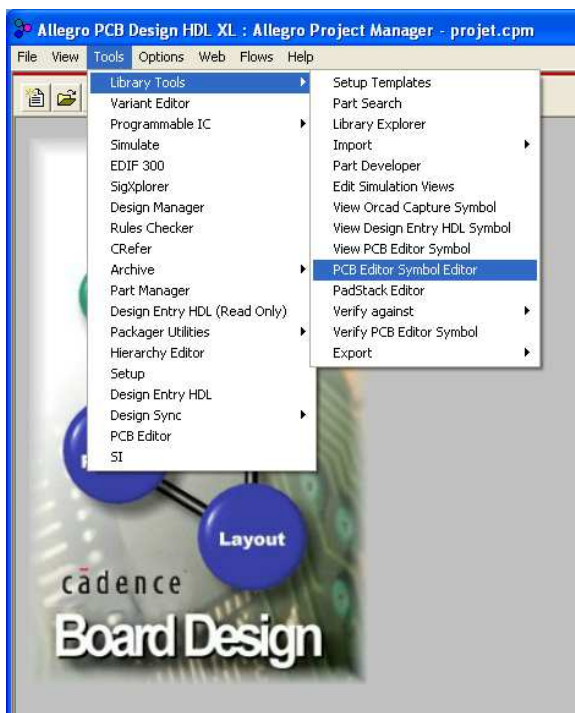 Allegro PCB Design HDL XL : Allegro Project Manager - projet.cpm
File View Tools Options Web Flows Help
Library Tools
Variant Editor
Programmable IC
Simulate
EDIF 300
SigXplorer
Design Manager
Rules Checker
CRefer
Archive
Part Manager
Design Entry HDL (Read Only)
Packager Utilities
Hierarchy Editor
Setup
Design Entry HDL
Design Sync
PCB Editor
SI
Setup Templates
Part Search
Library Explorer
Import
Part Developer
Edit Simulation Views
View Orcad Capture Symbol
View Design Entry HDL Symbol
View PCB Editor Symbol
PCB Editor Symbol Editor
PadStack Editor
Verify against
Verify PCB Editor Symbol
Export
Layout
cādence
Board Design